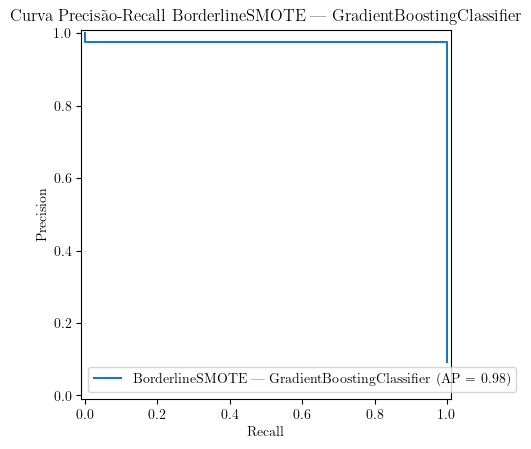 Curva Precisão-Recall BorderlineSMOTE — GradientBoostingClassifier
1.0
0.8
0.6
0.4
0.2
0.0
Precision
BorderlineSMOTE — GradientBoostingClassifier (AP = 0.98)
0.0 0.2 0.4 0.6 0.8 1.0
Recall